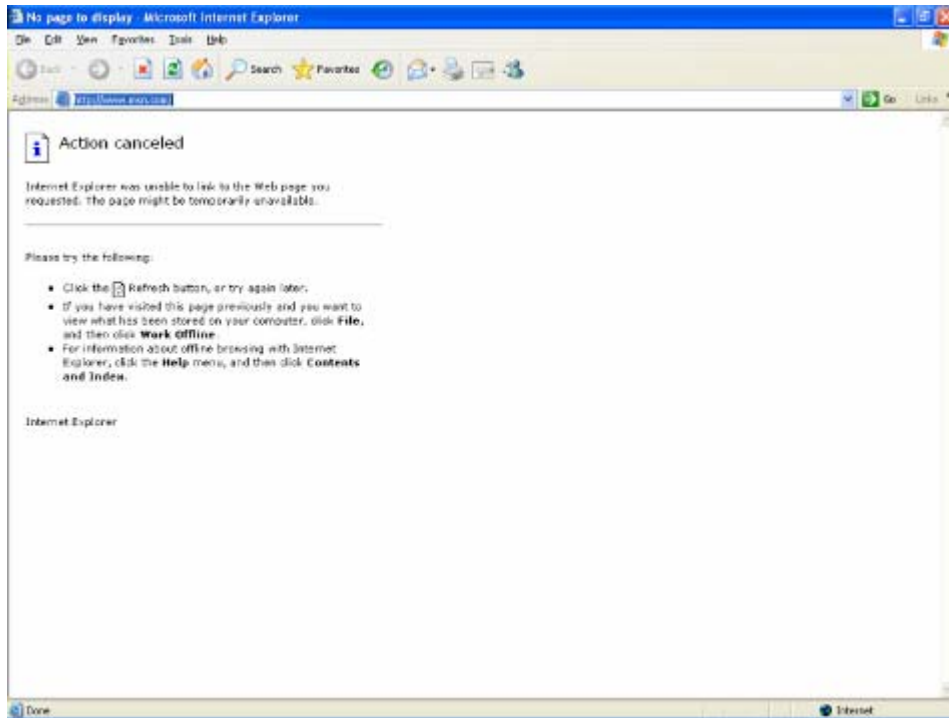 No page to display - Microsoft Internet Explorer
File Edit View Favorites Tools Help
Back Search Favorites
Address http://www.msn.com/ Go Links
Action canceled
Internet Explorer was unable to link to the Web page you
requested. The page might be temporarily unavailable.
Please try the following:
• Click the Refresh button, or try again later.
• If you have visited this page previously and you want to
view what has been stored on your computer, click File,
and then click Work Offline.
• For information about offline browsing with Internet
Explorer, click the Help menu, and then click Contents
and Index.
Internet Explorer
Done Internet